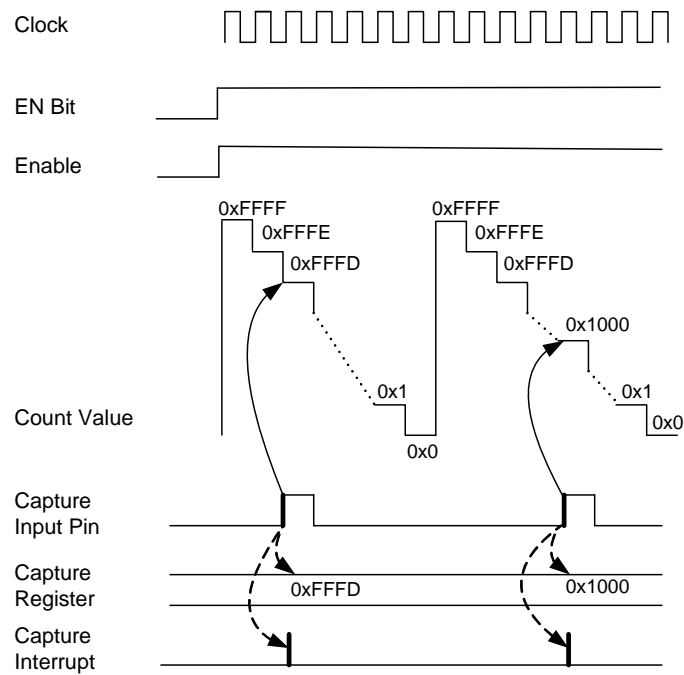 Clock
EN Bit
Enable
0xFFFF
0xFFFF
0xFFFE
0xFFFE
0xFFFD
0xFFFD
0x1000
0x1
0x1
Count Value
0x0
0x0
Capture
Input Pin
Capture
Register
0xFFFD
0x1000
Capture
Interrupt